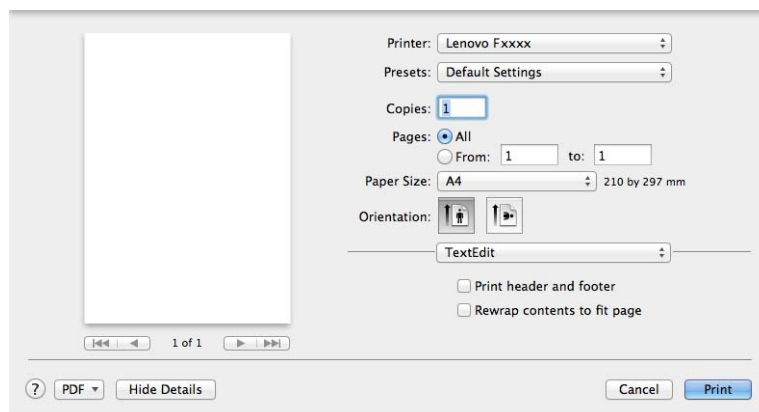 Printer: Lenovo Fxxxx
Presets: Default Settings
Copies: 1
Pages: All
From: 1 to: 1
Paper Size: A4 210 by 297 mm
Orientation:
TextEdit
Print header and footer
Rewrap contents to fit page
1 of 1
? PDF Hide Details Cancel Print